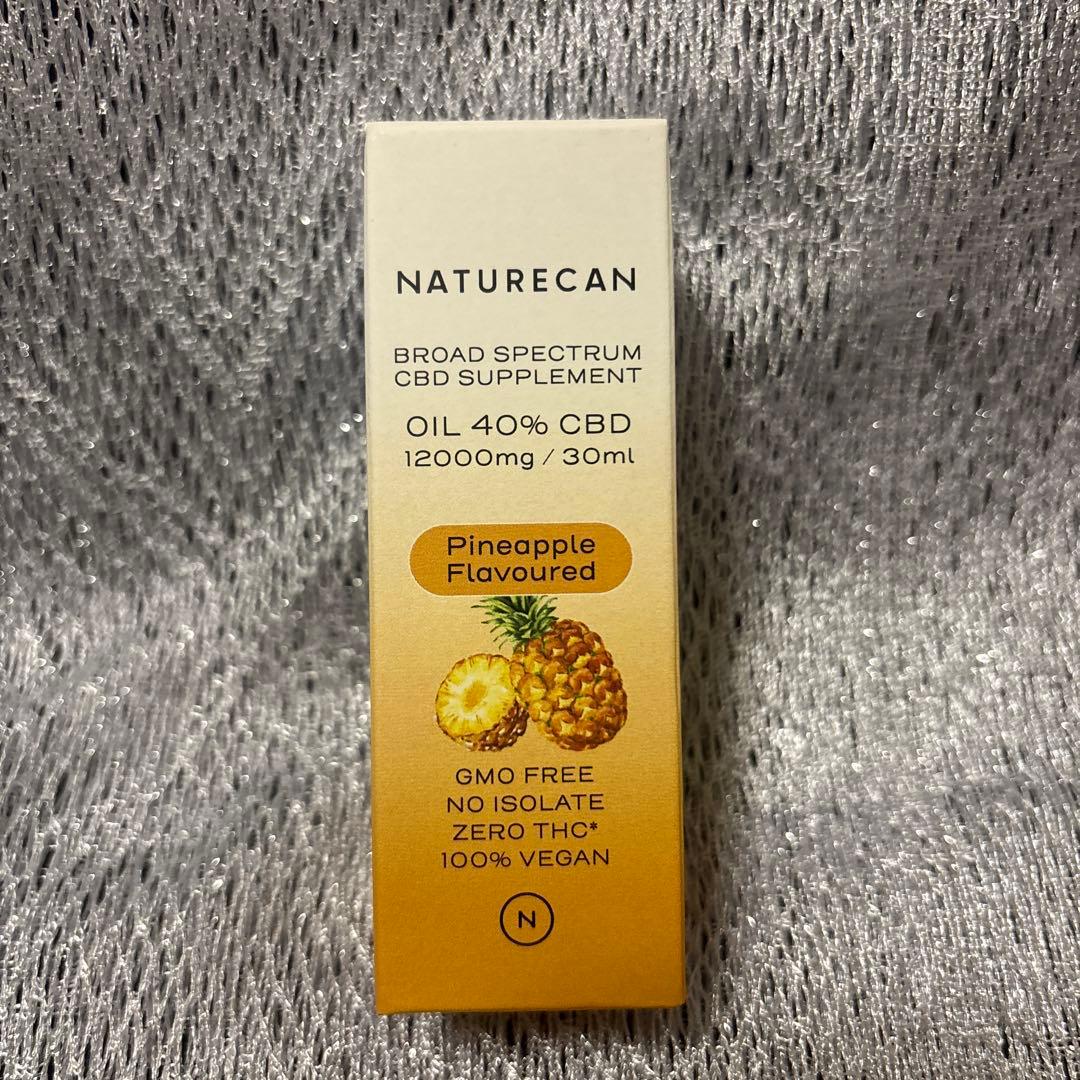 NATURECAN
BROAD SPECTRUM
CBD SUPPLEMENT
OIL 40% CBD
12000mg / 30ml
Pineapple
Flavoured
GMO FREE
NO ISOLATE
ZERO THC*
100% VEGAN
N